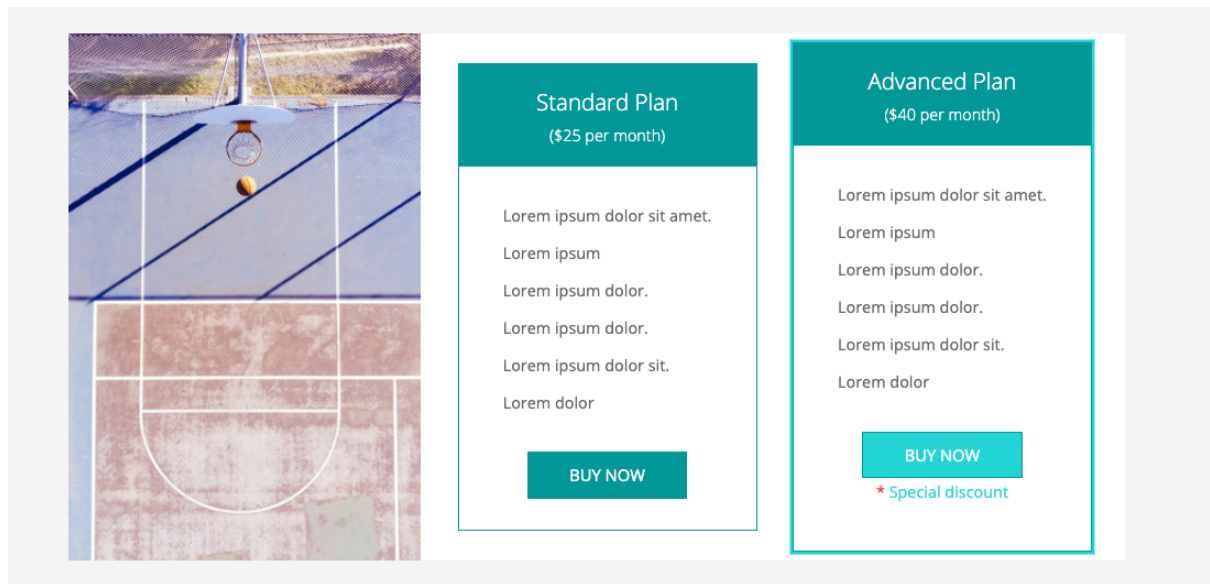 Standard Plan
($25 per month)
Lorem ipsum dolor sit amet.
Lorem ipsum
Lorem ipsum dolor.
Lorem ipsum dolor.
Lorem ipsum dolor sit.
Lorem dolor
BUY NOW
Advanced Plan
($40 per month)
Lorem ipsum dolor sit amet.
Lorem ipsum
Lorem ipsum dolor.
Lorem ipsum dolor.
Lorem ipsum dolor sit.
Lorem dolor
BUY NOW
* Special discount